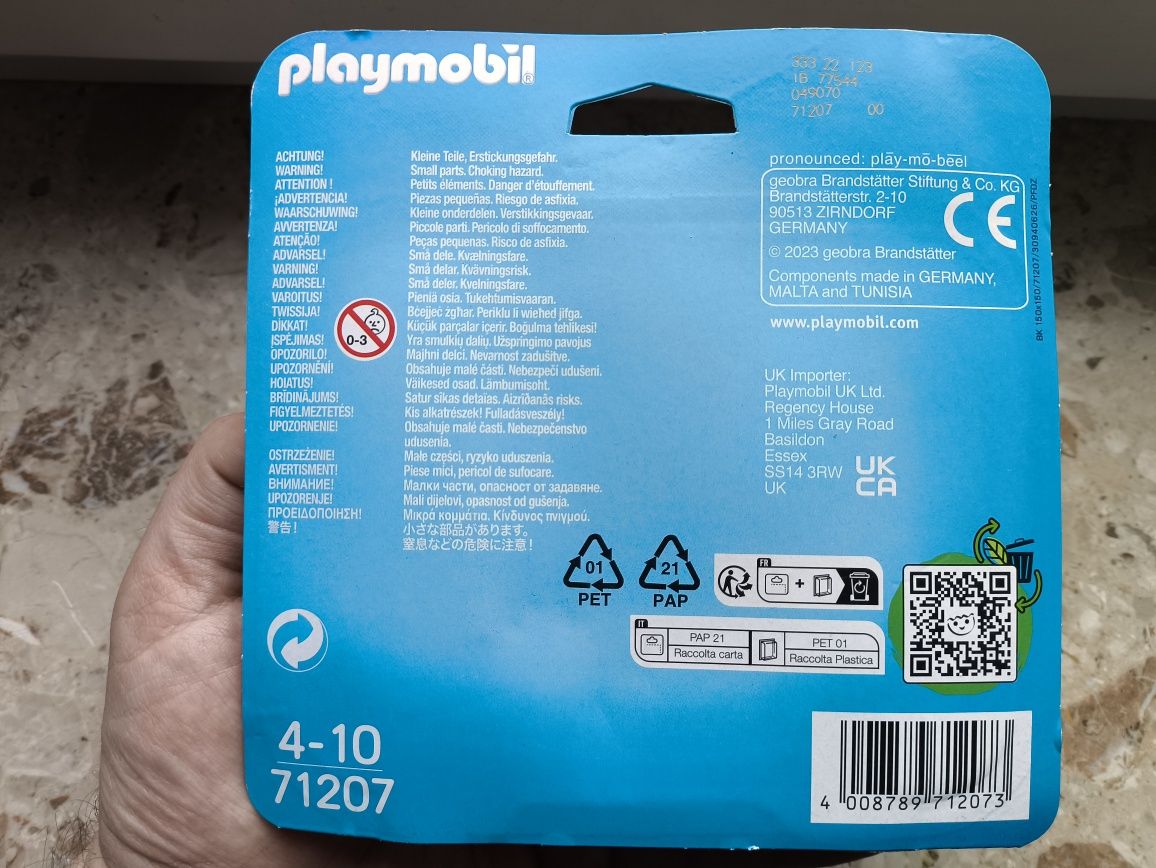 playmobil®
333 22 123
1B 77544
049070
71207 00
ACHTUNG! Kleine Teile, Erstickungsgefahr.
WARNING! Small parts. Choking hazard.
ATTENTION ! Petits éléments. Danger d'étouffement.
¡ADVERTENCIA! Piezas pequeñas. Riesgo de asfixia.
WAARSCHUWING! Kleine onderdelen. Verstikkingsgevaar.
AVVERTENZA! Piccole parti. Pericolo di soffocamento.
ATENÇÃO! Peças pequenas. Risco de asfixia.
ADVARSEL! Små dele. Kvælningsfare.
VARNING! Små delar. Kvävningsrisk.
ADVARSEL! Små deler. Kvelningsfare.
VAROITUS! Pieniä osia. Tukehtumisvaaran.
TWISSIJA! Bċejjeċ żgħar. Periklu li wieħed jifga.
DİKKAT! Küçük parçalar içerir. Boğulma tehlikesi!
ĮSPĖJIMAS! Yra smulkių dalių. Užspringimo pavojus
OPOZORILO! Majhni delci. Nevarnost zadušitve.
UPOZORNĚNÍ! Obsahuje malé části. Nebezpečí udušení.
HOIATUS! Väikesed osad. Lämbumisoht.
BRĪDINĀJUMS! Satur sīkas detaļas. Aizrīšanās risks.
FIGYELMEZTETÉS! Kis alkatrészek! Fulladásveszély!
UPOZORNENIE! Obsahuje malé časti. Nebezpečenstvo
udusenia.
OSTRZEŻENIE! Małe części, ryzyko uduszenia.
AVERTISMENT! Piese mici, pericol de sufocare.
ВНИМАНИЕ! Малки части, опасност от задавяне.
UPOZORENJE! Mali dijelovi, opasnost od gušenja.
ΠΡΟΕΙΔΟΠΟΙΗΣΗ! Μικρά κομμάτια. Κίνδυνος πνιγμού.
警告! 小さな部品があります。
窒息などの危険に注意!
0-3
pronounced: plāy-mō-bēēl
geobra Brandstätter Stiftung & Co. KG
Brandstätterstr. 2-10
90513 ZIRNDORF
GERMANY
CE
© 2023 geobra Brandstätter
Components made in GERMANY,
MALTA and TUNISIA
BK 150x150/71207/30940626/PFDZ
www.playmobil.com
UK Importer:
Playmobil UK Ltd.
Regency House
1 Miles Gray Road
Basildon
Essex
SS14 3RW
UK
UK
CA
01
PET
21
PAP
FR
+
IT
PAP 21
Raccolta carta
PET 01
Raccolta Plastica
4-10
71207
4 008789 712073